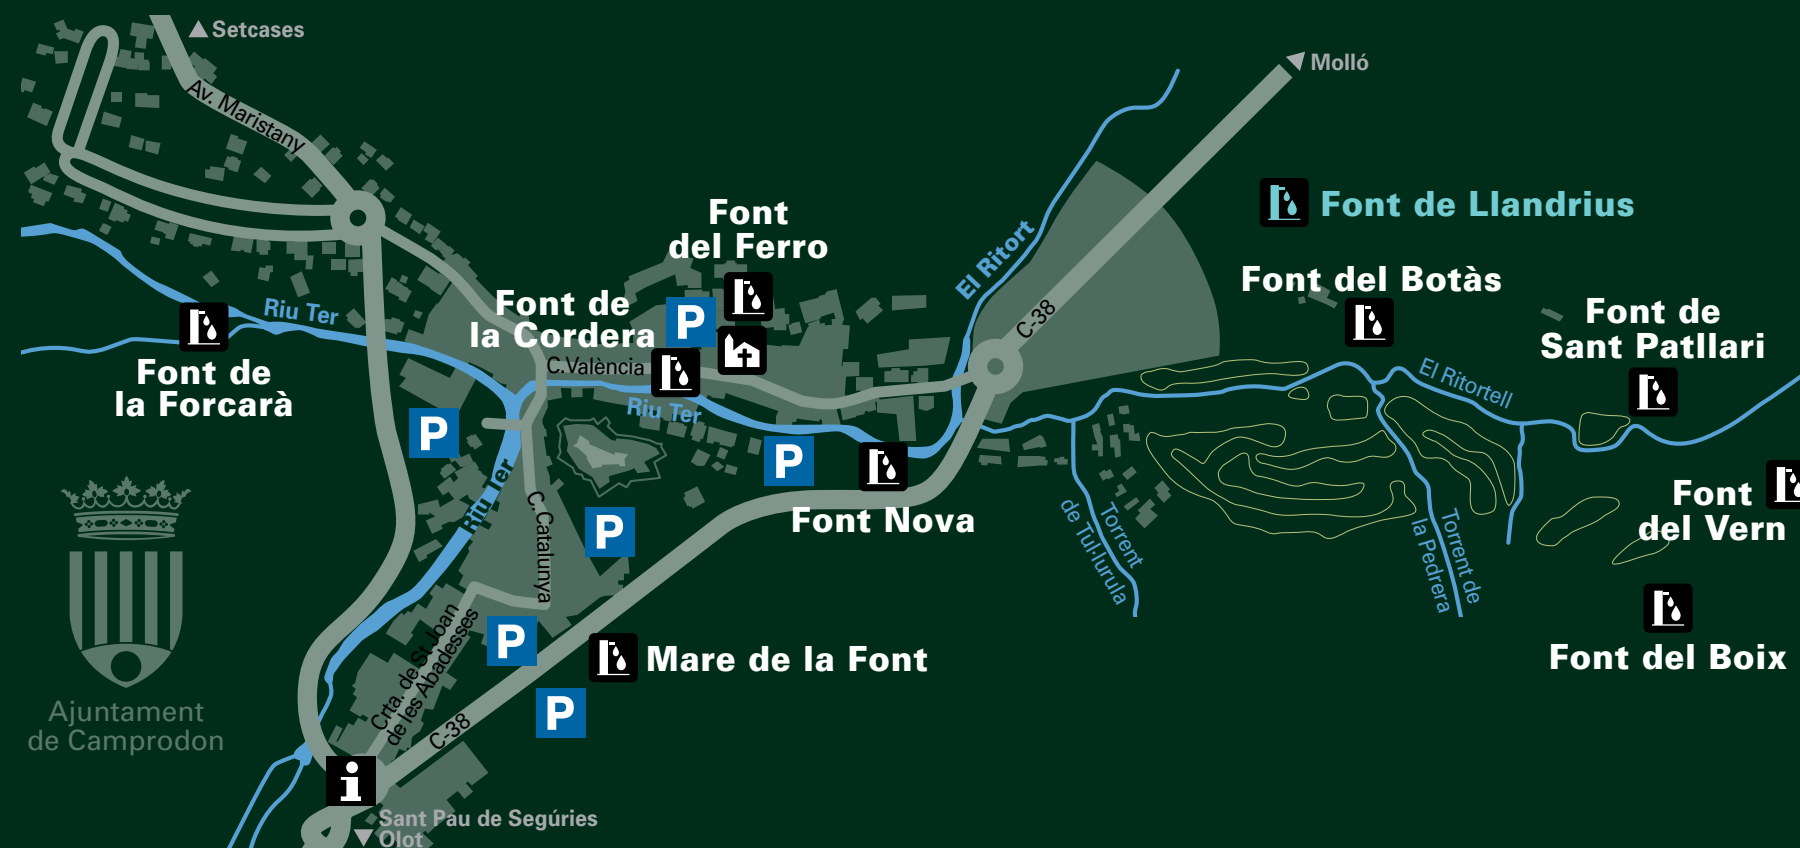 Setcases
Molló
Av. Maristany
Font de Llandrius
Font
del Ferro
El Ritort
Font del Botàs
Font de
la Cordera
P
Riu Ter
C-38
Font de
Sant Patllari
C.València
Font de
la Forcarà
Riu Ter
El Ritortell
P
P
Riu Ter
C. Catalunya
Font Nova
P
Torrent
de Tul·lurula
Torrent de
la Pedrera
Font
del Vern
Crta. de St. Joan
de les Abadesses
P
Mare de la Font
Font del Boix
P
C-38
Ajuntament
de Camprodon
i
Sant Pau de Segúries
Olot